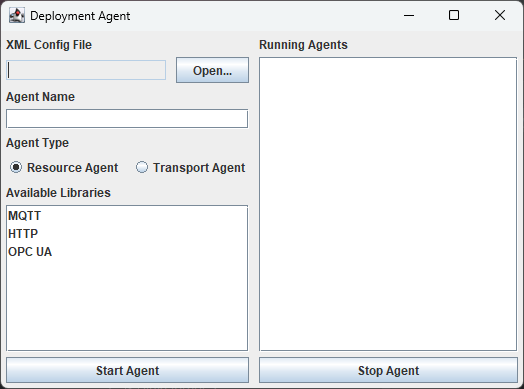 Deployment Agent
XML Config File
Open...
Agent Name
Agent Type
Resource Agent
Transport Agent
Available Libraries
MQTT
HTTP
OPC UA
Start Agent
Running Agents
Stop Agent